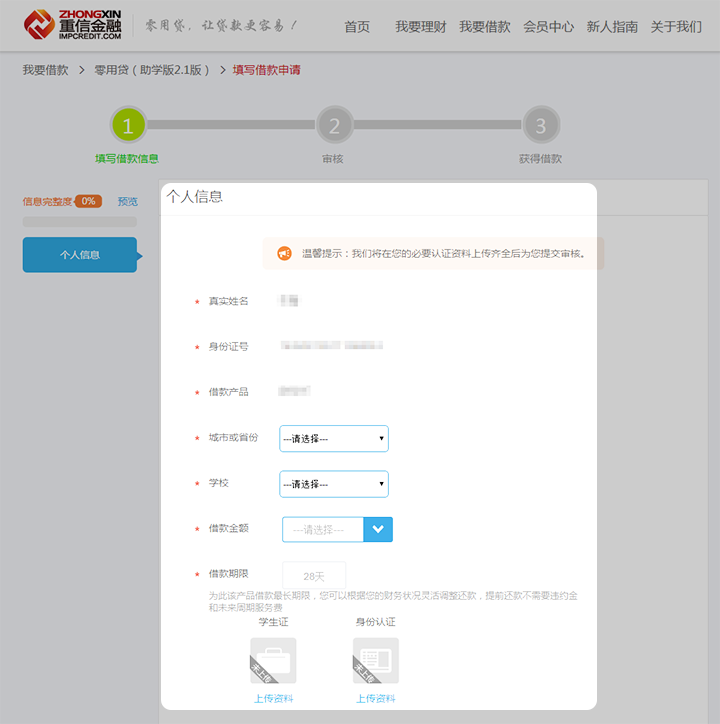 ZHONGXIN
重信金融
IMPCREDIT.COM
零用贷，让贷款更容易！
首页 我要理财 我要借款 会员中心 新人指南 关于我们
我要借款 > 零用贷（助学版2.1版） > 填写借款申请
1 2 3
填写借款信息 审核 获得借款
信息完整度 0% 预览
个人信息
个人信息
温馨提示：我们将在您的必要认证资料上传齐全后为您提交审核。
* 真实姓名
* 身份证号
* 借款产品
* 城市或省份 ---请选择---
* 学校 ---请选择---
* 借款金额 ---请选择---
* 借款期限 28天
为此该产品借款最长期限，您可以根据您的财务状况灵活调整还款，提前还款不需要违约金
和未来周期服务费
学生证 身份认证
未上传 未上传
上传资料 上传资料